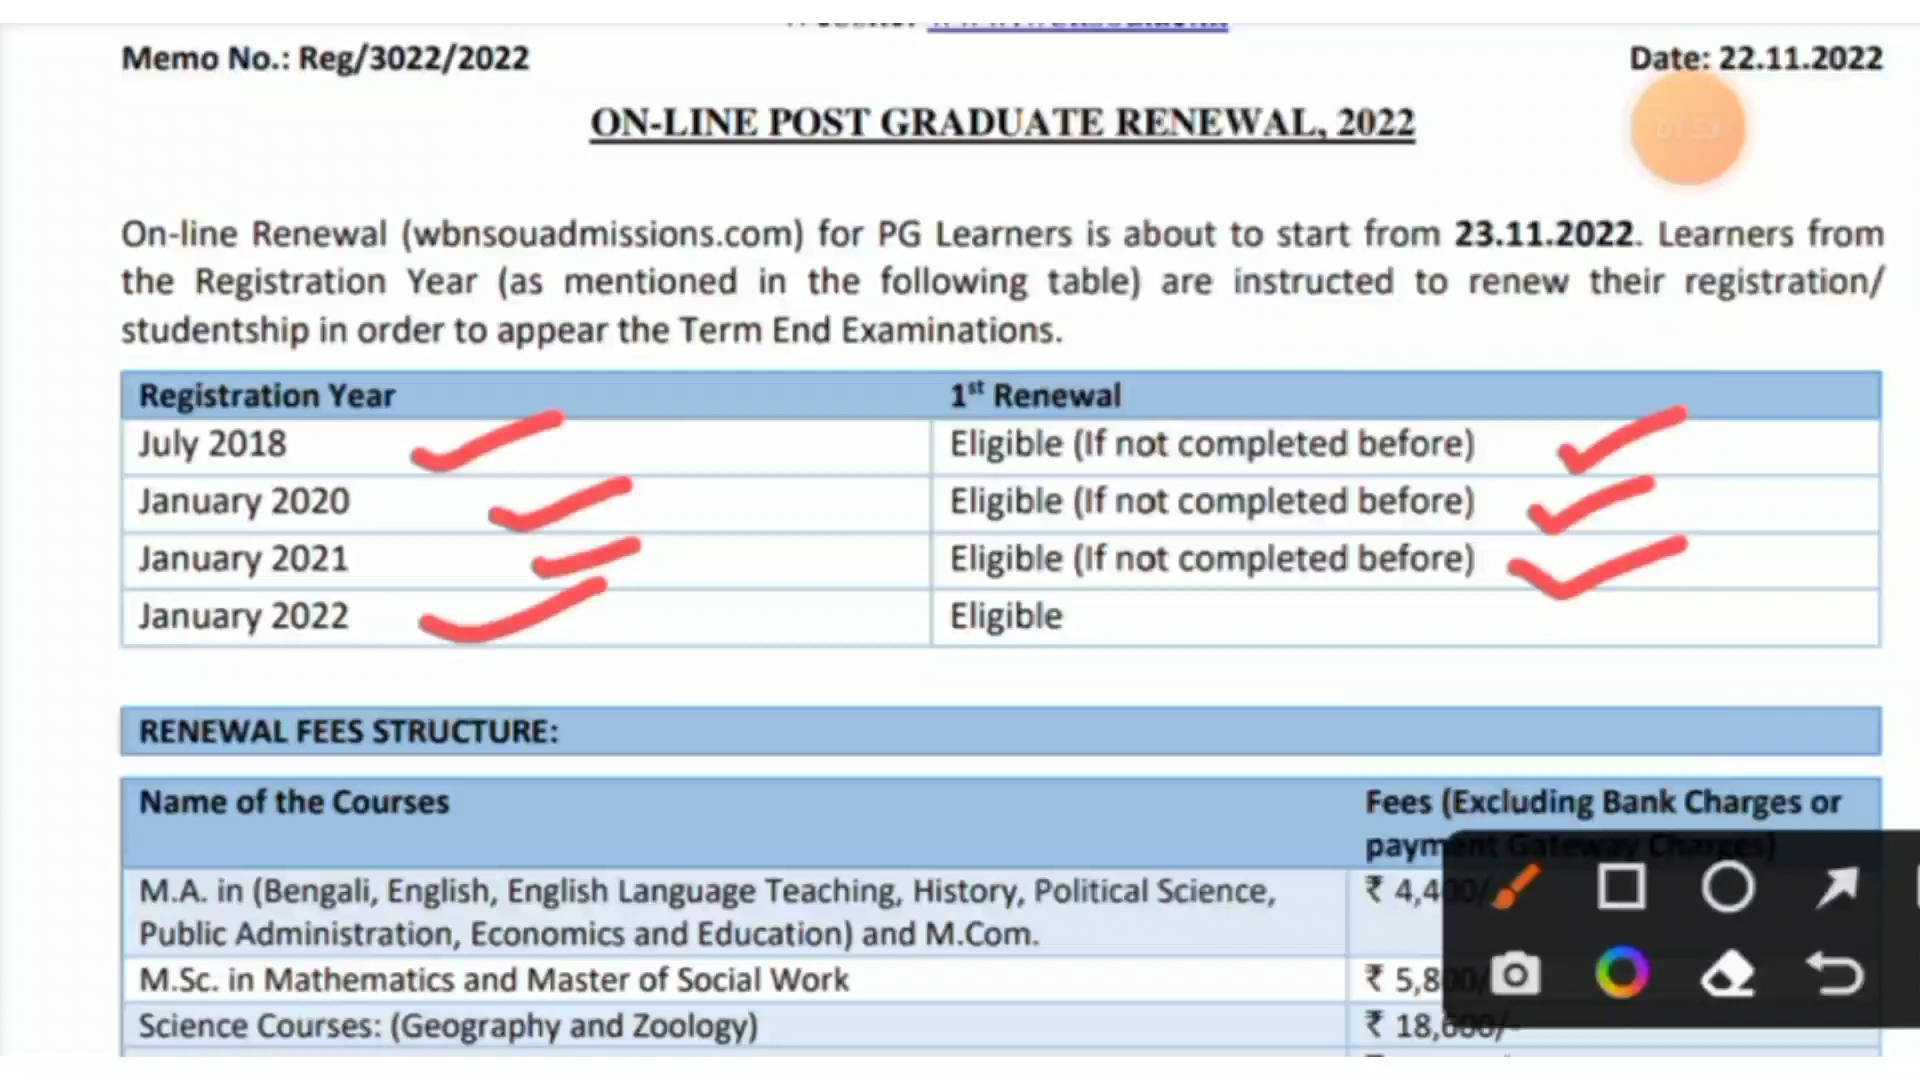 Memo No.: Reg/3022/2022 Date: 22.11.2022
ON-LINE POST GRADUATE RENEWAL, 2022
On-line Renewal (wbnsouadmissions.com) for PG Learners is about to start from 23.11.2022. Learners from
the Registration Year (as mentioned in the following table) are instructed to renew their registration/
studentship in order to appear the Term End Examinations.
Registration Year 1st Renewal
July 2018 Eligible (If not completed before)
January 2020 Eligible (If not completed before)
January 2021 Eligible (If not completed before)
January 2022 Eligible
RENEWAL FEES STRUCTURE:
Name of the Courses Fees (Excluding Bank Charges or
payment Gateway Charges)
M.A. in (Bengali, English, English Language Teaching, History, Political Science, ₹ 4,400/
Public Administration, Economics and Education) and M.Com.
M.Sc. in Mathematics and Master of Social Work ₹ 5,800/
Science Courses: (Geography and Zoology) ₹ 18,600/-